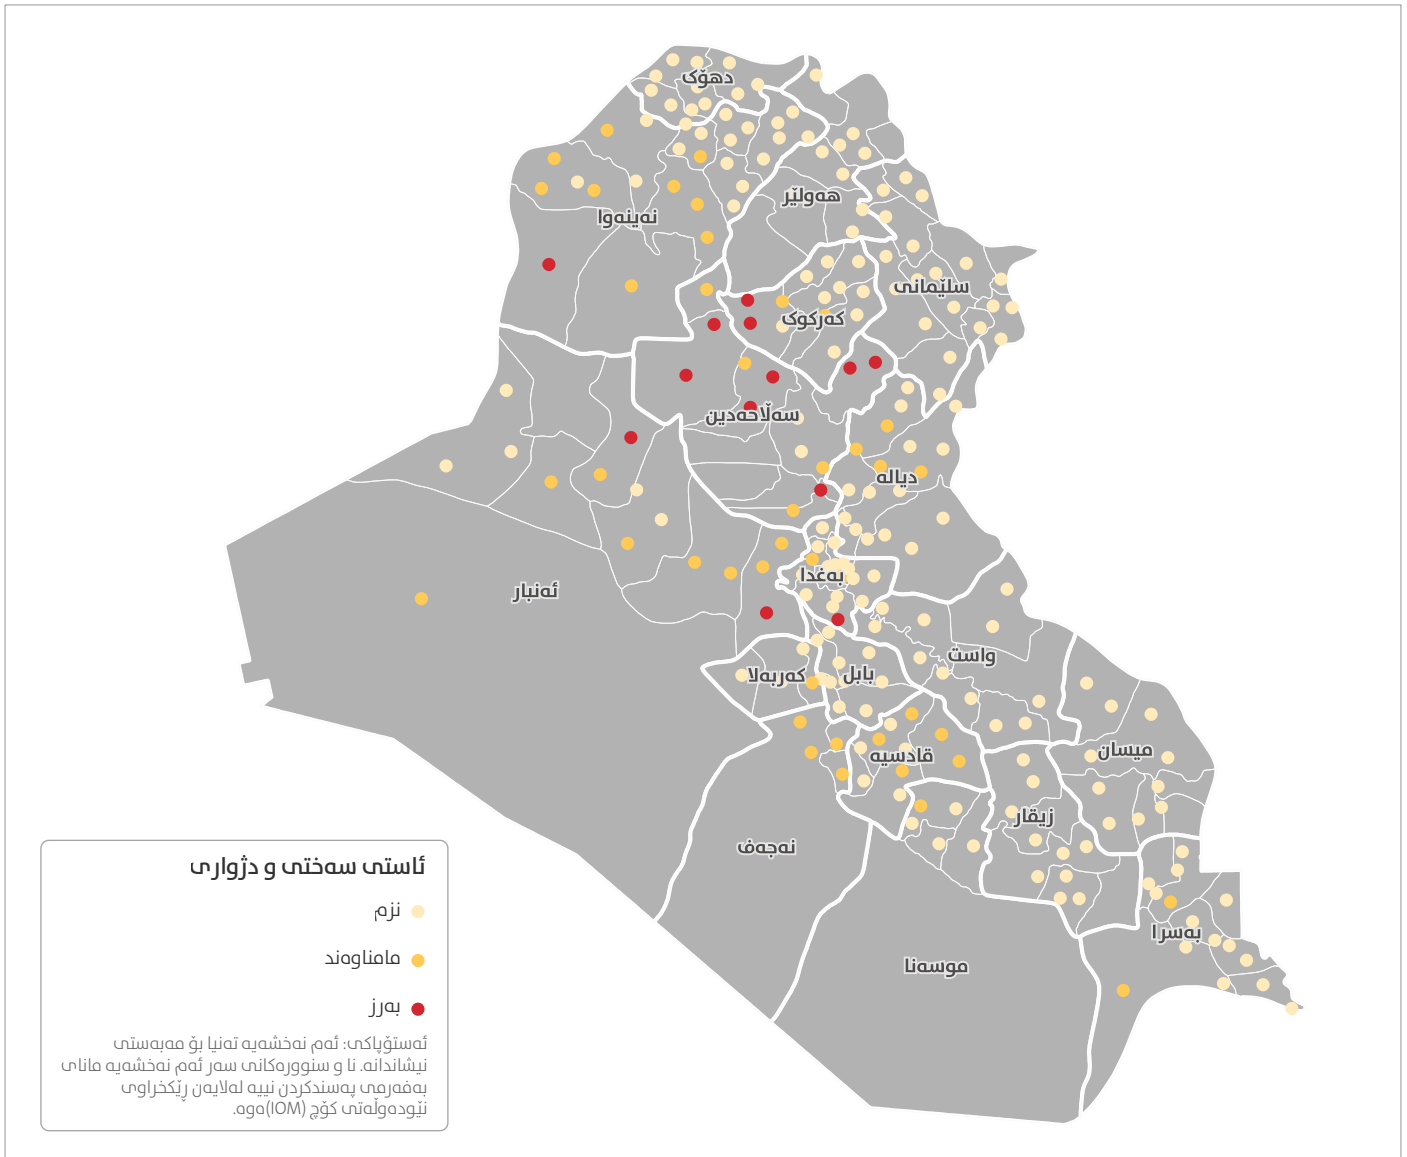 دهۆک
هەولێر
نەینەوا
سلێمانی
کەرکوک
سەڵاحەدین
دیالە
بەغدا
ئەنبار
واست
کەربەلا
بابل
میسان
قادسیە
زیقار
نەجەف
بەسرا
موسەنا
ئاستی سەختی و دژواری
نزم
مامناوەند
بەرز
ئەستۆپاکی: ئەم نەخشەیە تەنیا بۆ مەبەستی
نیشاندانە. نا و سنوورەکانی سەر ئەم نەخشەیە مانای
بەفەرمی پەسندکردن نییە لەلایەن ڕێکخراوی
نێودەوڵەتی کۆچ (IOM)ەوە.